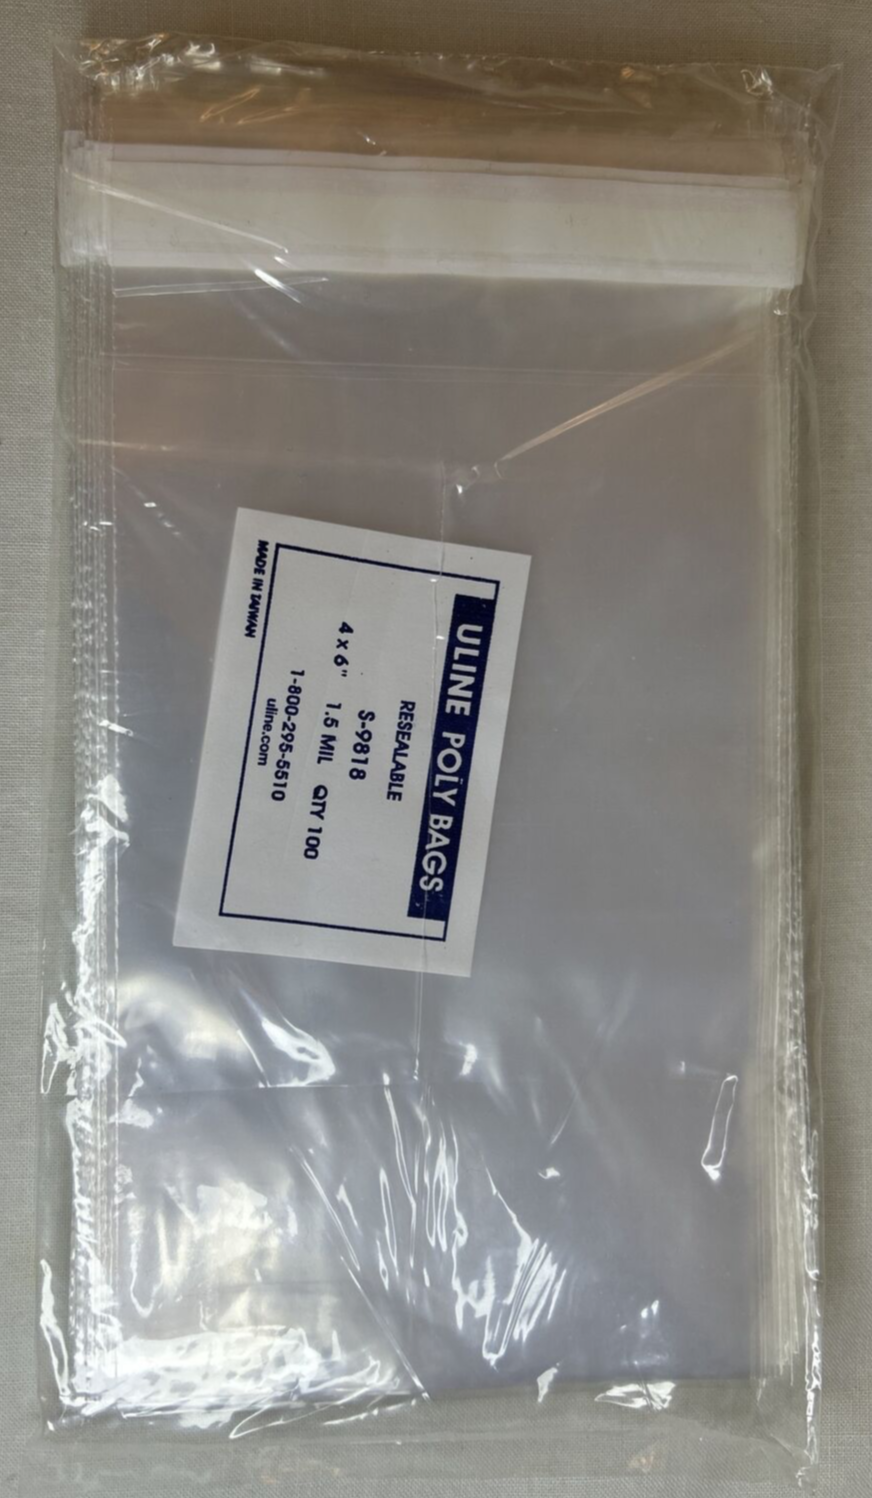 ULINE POLY BAGS
RESEALABLE
S-9818
4 x 6" 1.5 MIL QTY 100
1-800-295-5510
uline.com
MADE IN TAIWAN